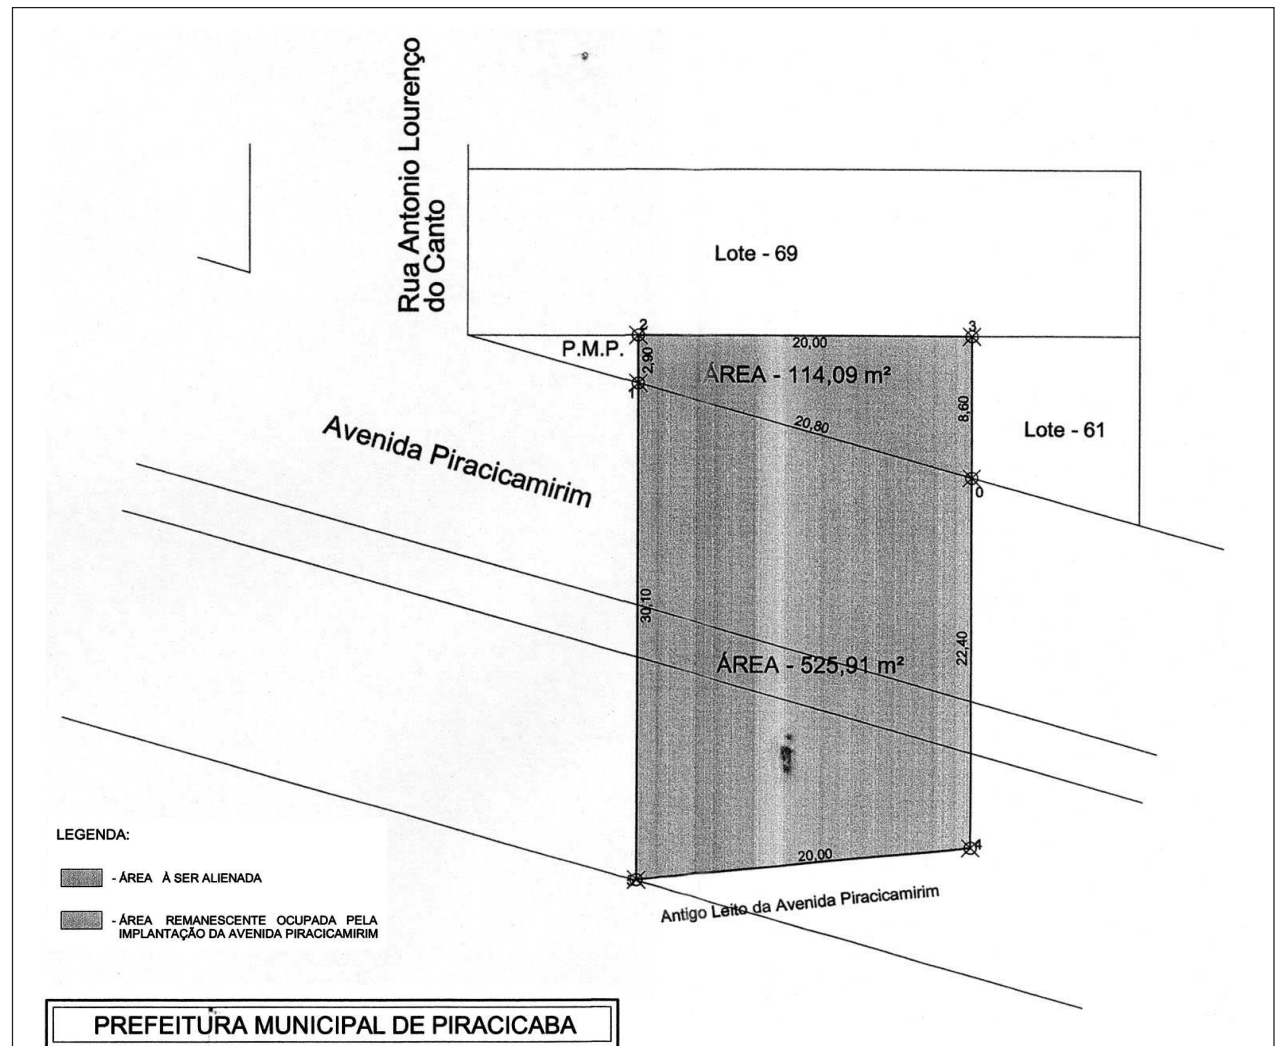 Rua Antonio Lourenço
do Canto
Lote - 69
2
3
P.M.P.
20,00
2,90
ÁREA - 114,09 m²
1
8,60
20,80
Lote - 61
Avenida Piracicamirim
0
30,10
22,40
ÁREA - 525,91 m²
LEGENDA:
- ÁREA À SER ALIENADA
- ÁREA REMANESCENTE OCUPADA PELA
IMPLANTAÇÃO DA AVENIDA PIRACICAMIRIM
4
20,00
5
Antigo Leito da Avenida Piracicamirim
PREFEITURA MUNICIPAL DE PIRACICABA